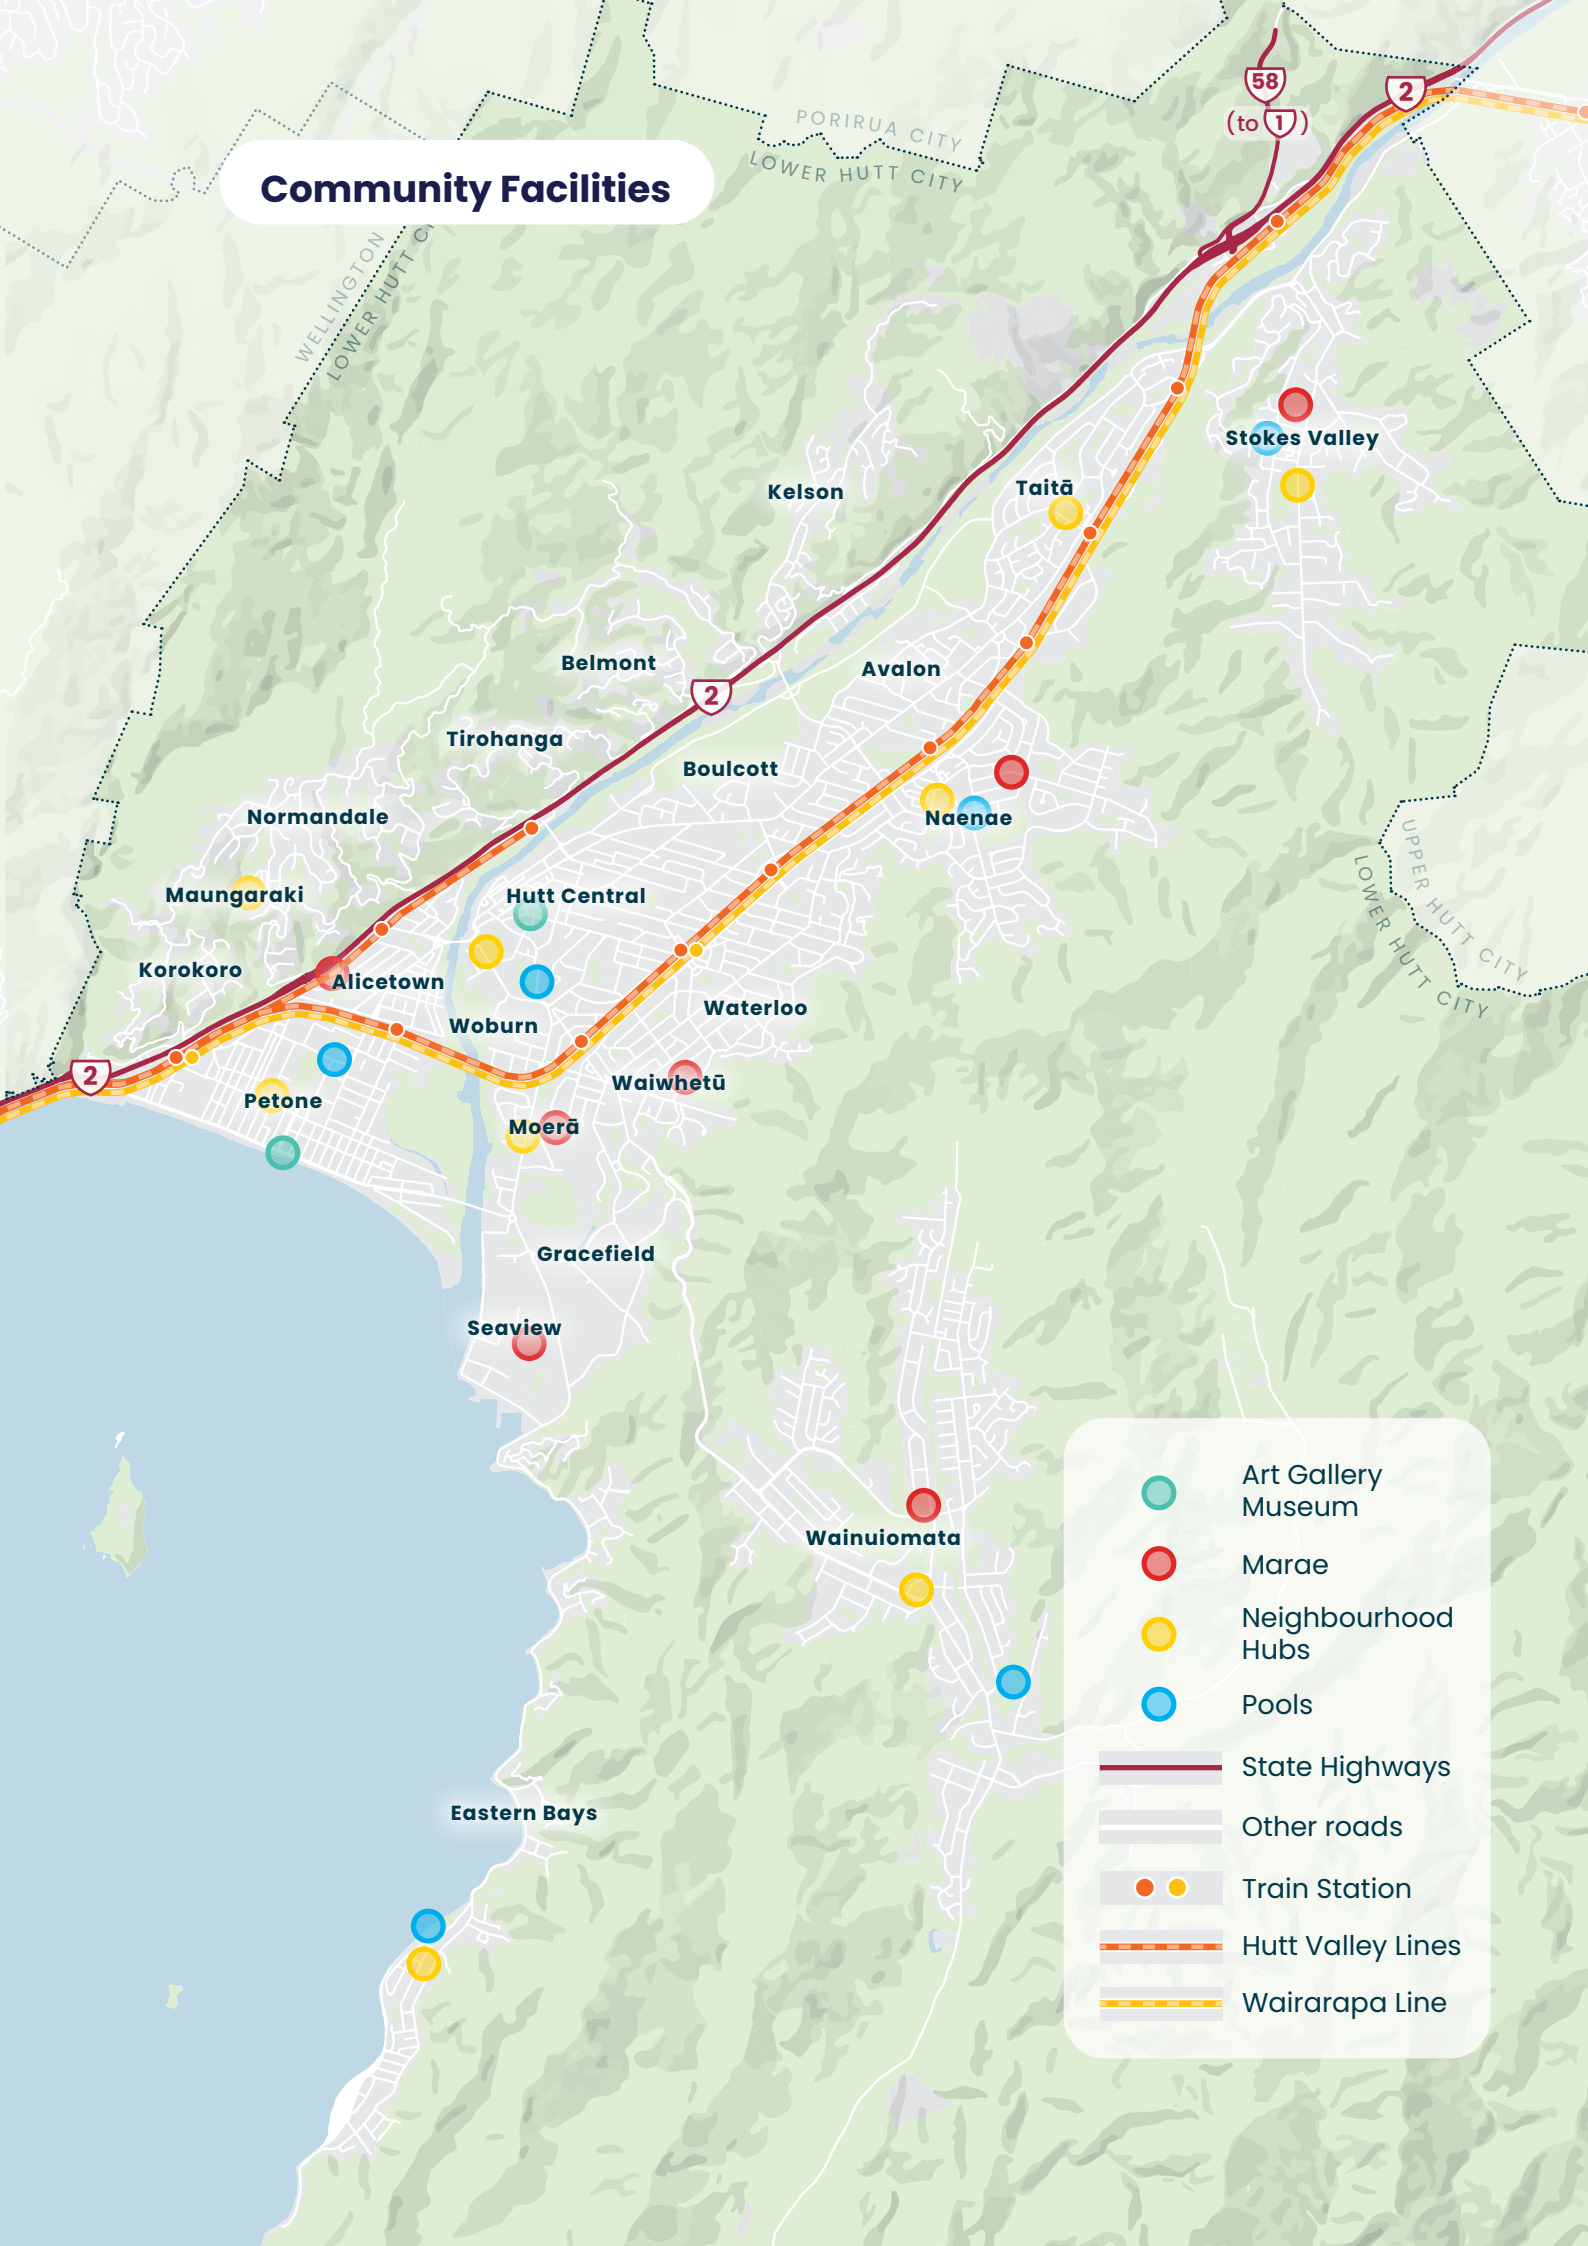 58
2
(to 1)
PORIRUA CITY
LOWER HUTT CITY
Community Facilities
WELLINGTON
LOWER HUTT CI
Stokes Valley
Taitā
Kelson
Belmont
Avalon
2
Tirohanga
Boulcott
Normandale
Naenae
UPPER HUTT CITY
LOWER HUTT CITY
Maungaraki
Hutt Central
Korokoro
Alicetown
Waterloo
Woburn
2
Waiwhetū
Petone
Moerā
Gracefield
Seaview
Wainuiomata
Eastern Bays
Art Gallery
Museum
Marae
Neighbourhood
Hubs
Pools
State Highways
Other roads
Train Station
Hutt Valley Lines
Wairarapa Line